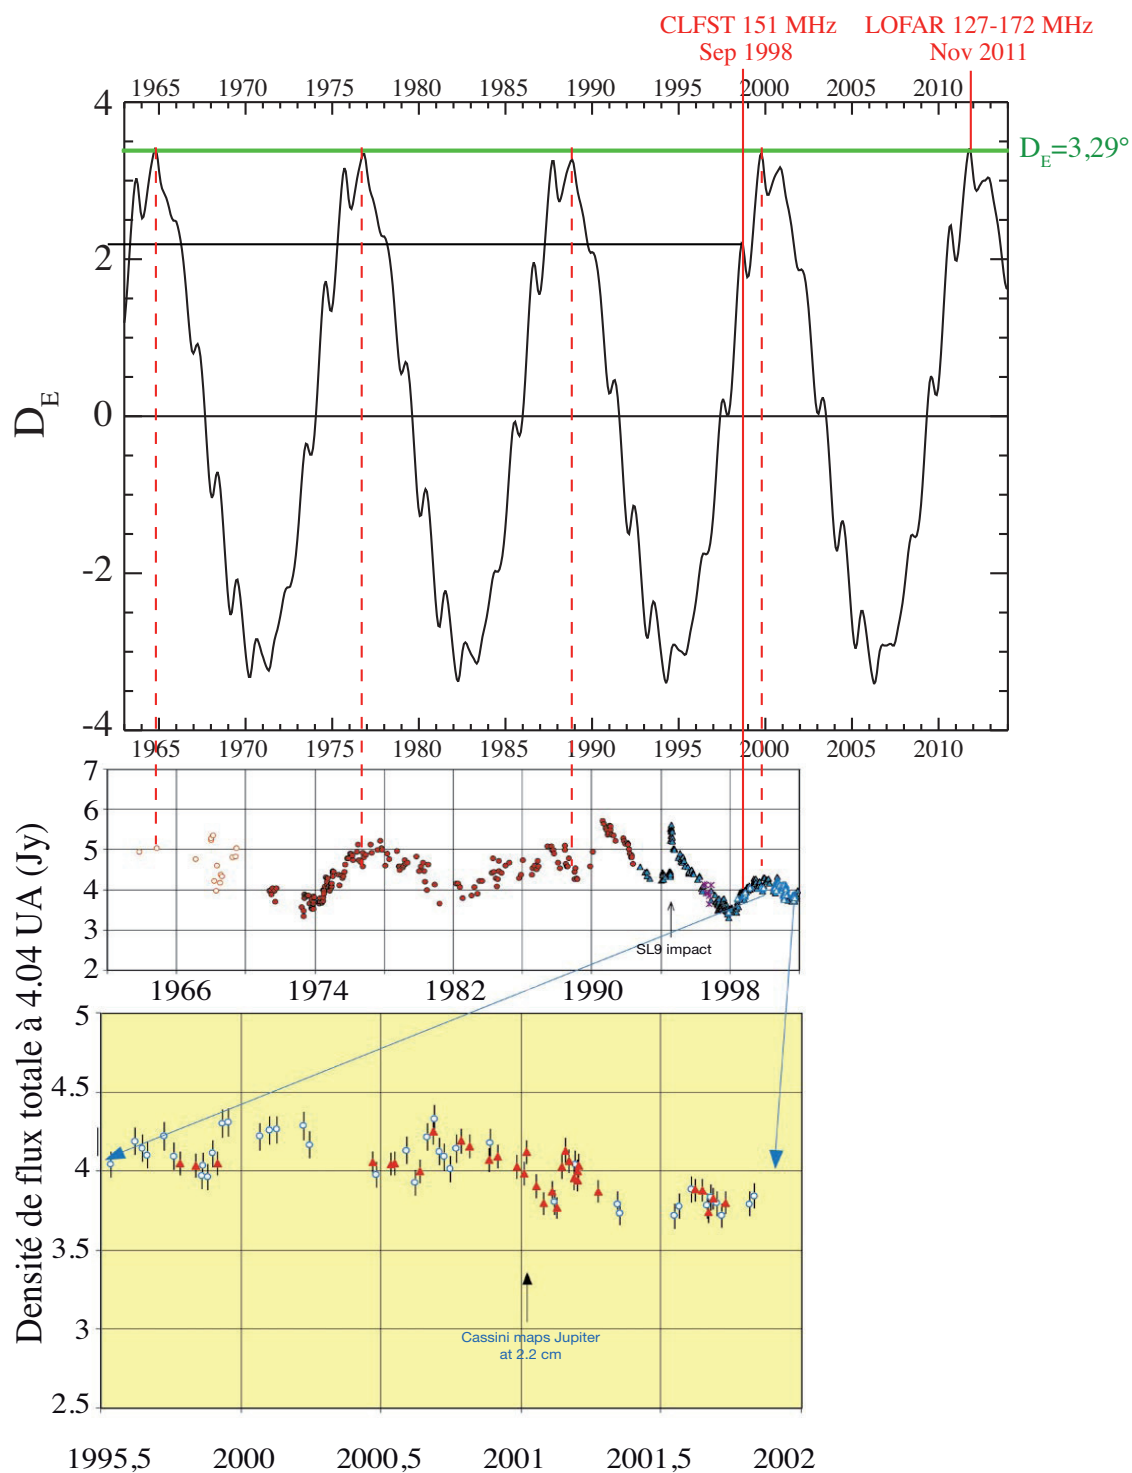 CLFST 151 MHz LOFAR 127-172 MHz
Sep 1998 Nov 2011
1965 1970 1975 1980 1985 1990 1995 2000 2005 2010
4
D_E=3,29°
2
0
D_E
-2
-4
1965 1970 1975 1980 1985 1990 1995 2000 2005 2010
7
6
5
4
3
2
SL9 impact
1966 1974 1982 1990 1998
Densité de flux totale à 4.04 UA (Jy)
5
4.5
4
3.5
3
2.5
Cassini maps Jupiter
at 2.2 cm
1995,5 2000 2000,5 2001 2001,5 2002